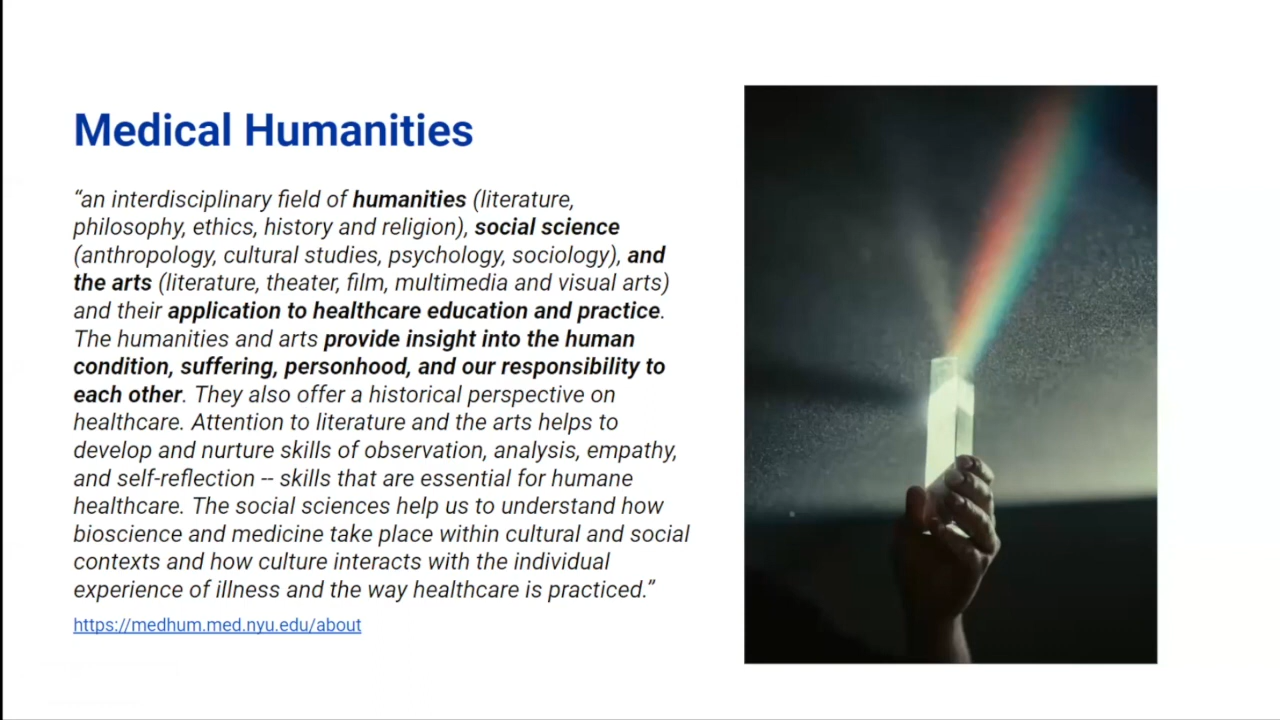 Medical Humanities
“an interdisciplinary field of humanities (literature,
philosophy, ethics, history and religion), social science
(anthropology, cultural studies, psychology, sociology), and
the arts (literature, theater, film, multimedia and visual arts)
and their application to healthcare education and practice.
The humanities and arts provide insight into the human
condition, suffering, personhood, and our responsibility to
each other. They also offer a historical perspective on
healthcare. Attention to literature and the arts helps to
develop and nurture skills of observation, analysis, empathy,
and self-reflection -- skills that are essential for humane
healthcare. The social sciences help us to understand how
bioscience and medicine take place within cultural and social
contexts and how culture interacts with the individual
experience of illness and the way healthcare is practiced.”
https://medhum.med.nyu.edu/about